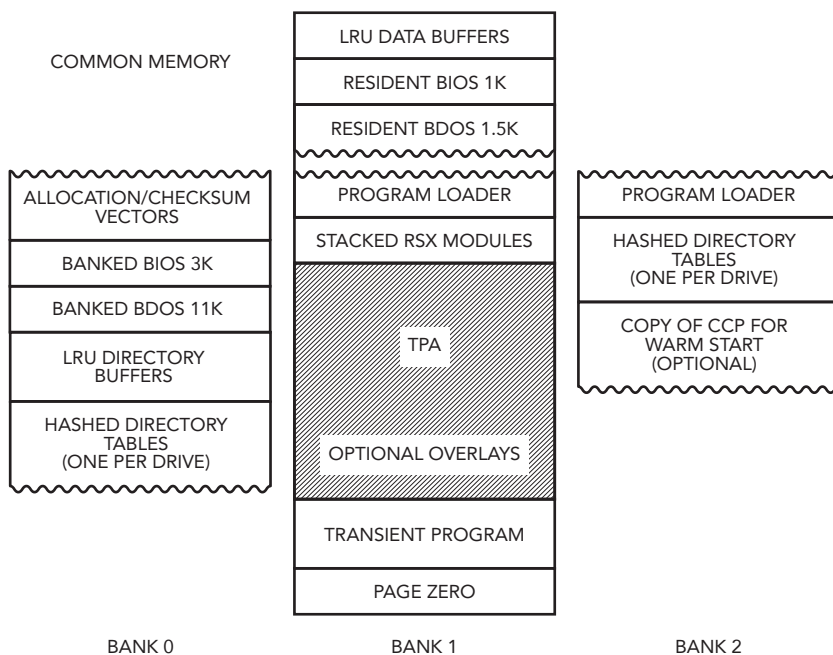 COMMON MEMORY
LRU DATA BUFFERS
RESIDENT BIOS 1K
RESIDENT BDOS 1.5K
ALLOCATION/CHECKSUM
VECTORS
BANKED BIOS 3K
BANKED BDOS 11K
LRU DIRECTORY
BUFFERS
HASHED DIRECTORY
TABLES
(ONE PER DRIVE)
PROGRAM LOADER
STACKED RSX MODULES
TPA
OPTIONAL OVERLAYS
TRANSIENT PROGRAM
PAGE ZERO
PROGRAM LOADER
HASHED DIRECTORY
TABLES
(ONE PER DRIVE)
COPY OF CCP FOR
WARM START
(OPTIONAL)
BANK 0
BANK 1
BANK 2